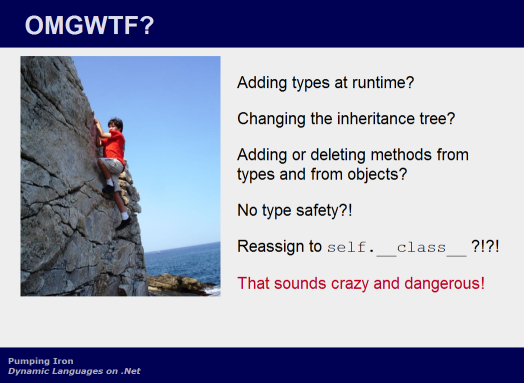 OMGWTF?
Adding types at runtime?
Changing the inheritance tree?
Adding or deleting methods from
types and from objects?
No type safety?!
Reassign to self.__class__ ?!?!
That sounds crazy and dangerous!
Pumping Iron
Dynamic Languages on .Net